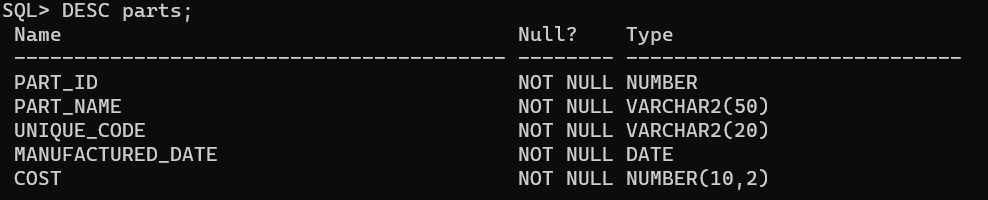 SQL> DESC parts;
Name Null? Type
----------------------------------------- -------- ----------------------------
PART_ID NOT NULL NUMBER
PART_NAME NOT NULL VARCHAR2(50)
UNIQUE_CODE NOT NULL VARCHAR2(20)
MANUFACTURED_DATE NOT NULL DATE
COST NOT NULL NUMBER(10,2)